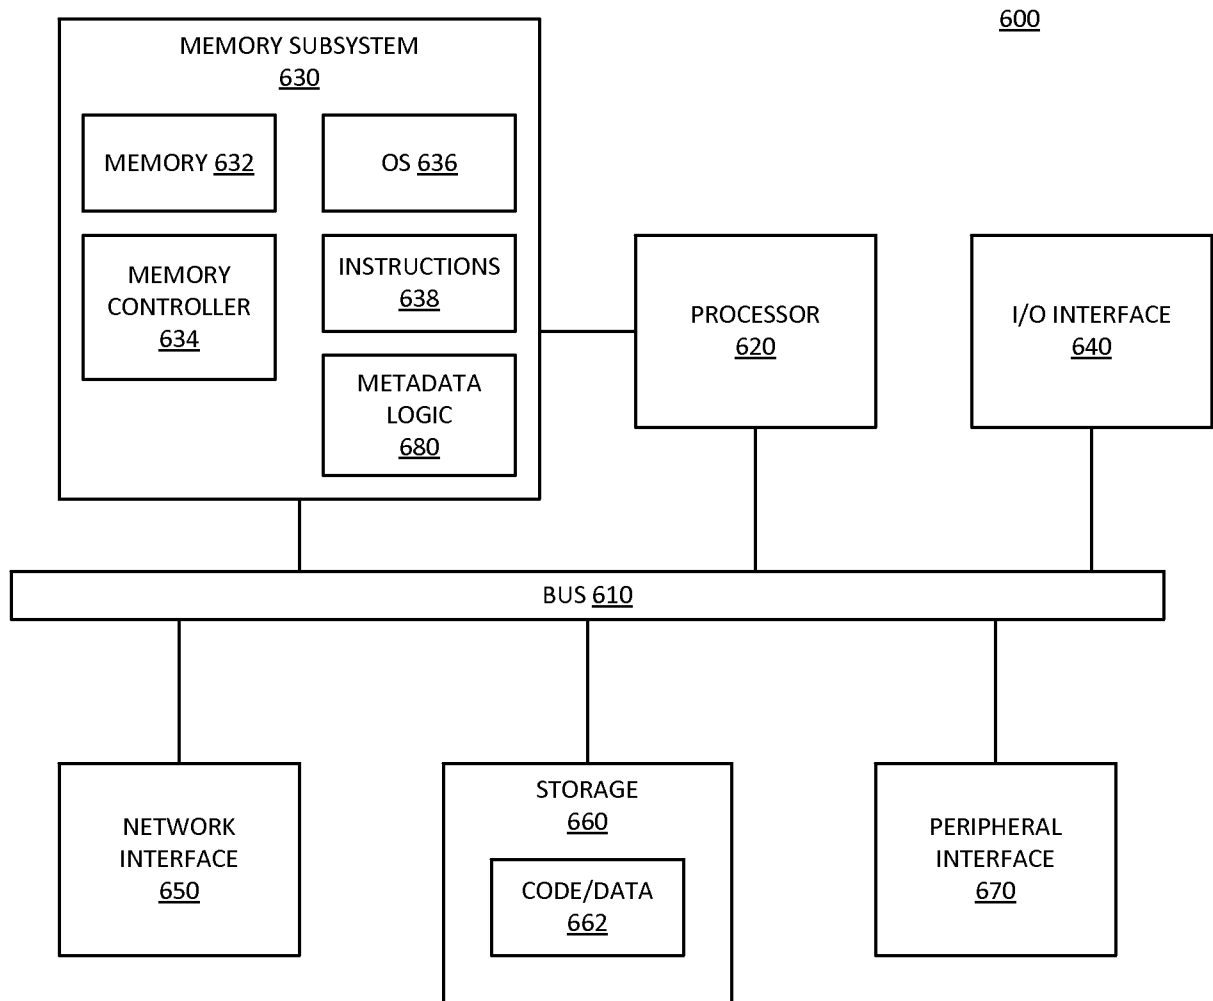 600
MEMORY SUBSYSTEM
630
MEMORY 632
OS 636
MEMORY
CONTROLLER
634
INSTRUCTIONS
638
METADATA
LOGIC
680
PROCESSOR
620
I/O INTERFACE
640
BUS 610
NETWORK
INTERFACE
650
STORAGE
660
CODE/DATA
662
PERIPHERAL
INTERFACE
670